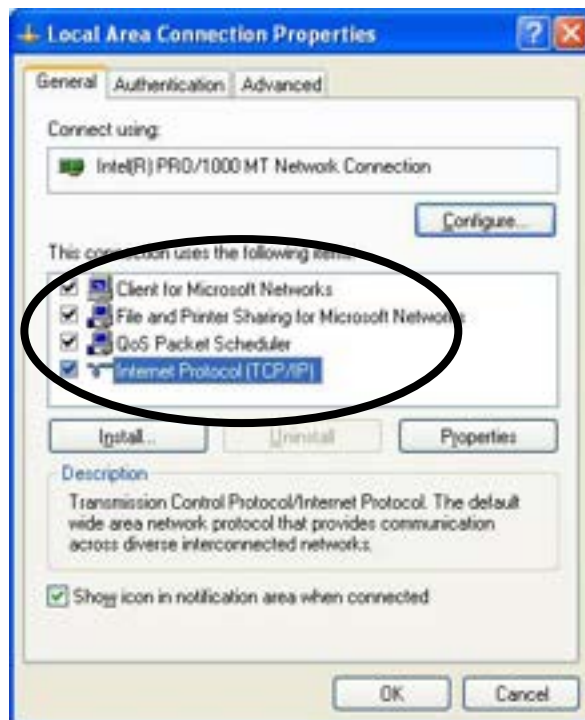 Local Area Connection Properties
General Authentication Advanced
Connect using:
Intel(R) PRO/1000 MT Network Connection
Configure...
This connection uses the following items:
Client for Microsoft Networks
File and Printer Sharing for Microsoft Networks
QoS Packet Scheduler
Internet Protocol (TCP/IP)
Install... Uninstall Properties
Description
Transmission Control Protocol/Internet Protocol. The default
wide area network protocol that provides communication
across diverse interconnected networks.
Show icon in notification area when connected
OK Cancel